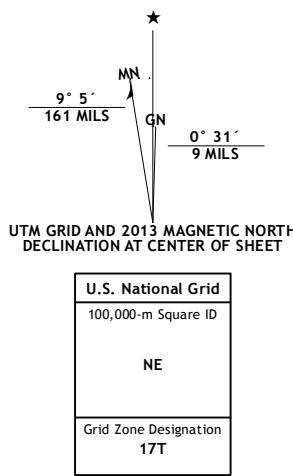 ★
MN
9° 5´
161 MILS
GN
0° 31´
9 MILS
UTM GRID AND 2013 MAGNETIC NORTH
DECLINATION AT CENTER OF SHEET
U.S. National Grid
100,000-m Square ID
NE
Grid Zone Designation
17T